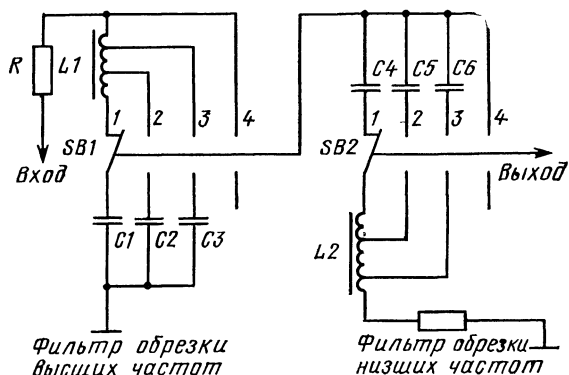 R
L1
1
2
3
4
SB1
Вход
C1
C2
C3
Фильтр обрезки
высших частот
C4
C5
C6
1
2
3
4
SB2
Выход
L2
Фильтр обрезки
низших частот